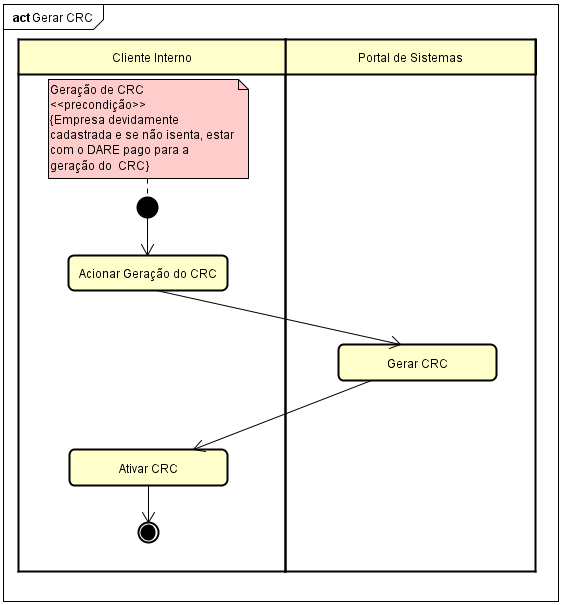 act Gerar CRC
Cliente Interno
Portal de Sistemas
Geração de CRC
<<precondição>>
{Empresa devidamente
cadastrada e se não isenta, estar
com o DARE pago para a
geração do  CRC}
Acionar Geração do CRC
Gerar CRC
Ativar CRC